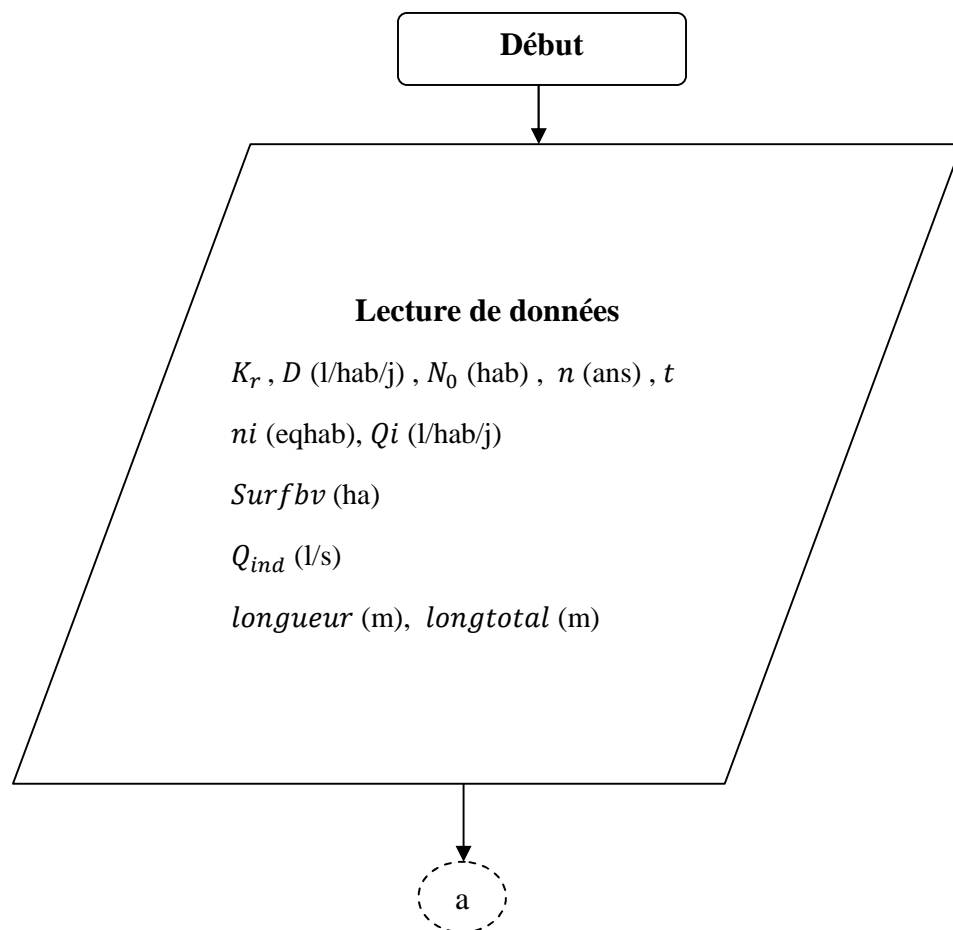 Début
Lecture de données
𝐾𝑟 , 𝐷 (l/hab/j) , 𝑁0 (hab) , 𝑛 (ans) , 𝑡
𝑛𝑖 (eqhab), 𝑄𝑖 (l/hab/j)
𝑆𝑢𝑟𝑓𝑏𝑣 (ha)
𝑄𝑖𝑛𝑑 (l/s)
𝑙𝑜𝑛𝑔𝑢𝑒𝑢𝑟 (m), 𝑙𝑜𝑛𝑔𝑡𝑜𝑡𝑎𝑙 (m)
a